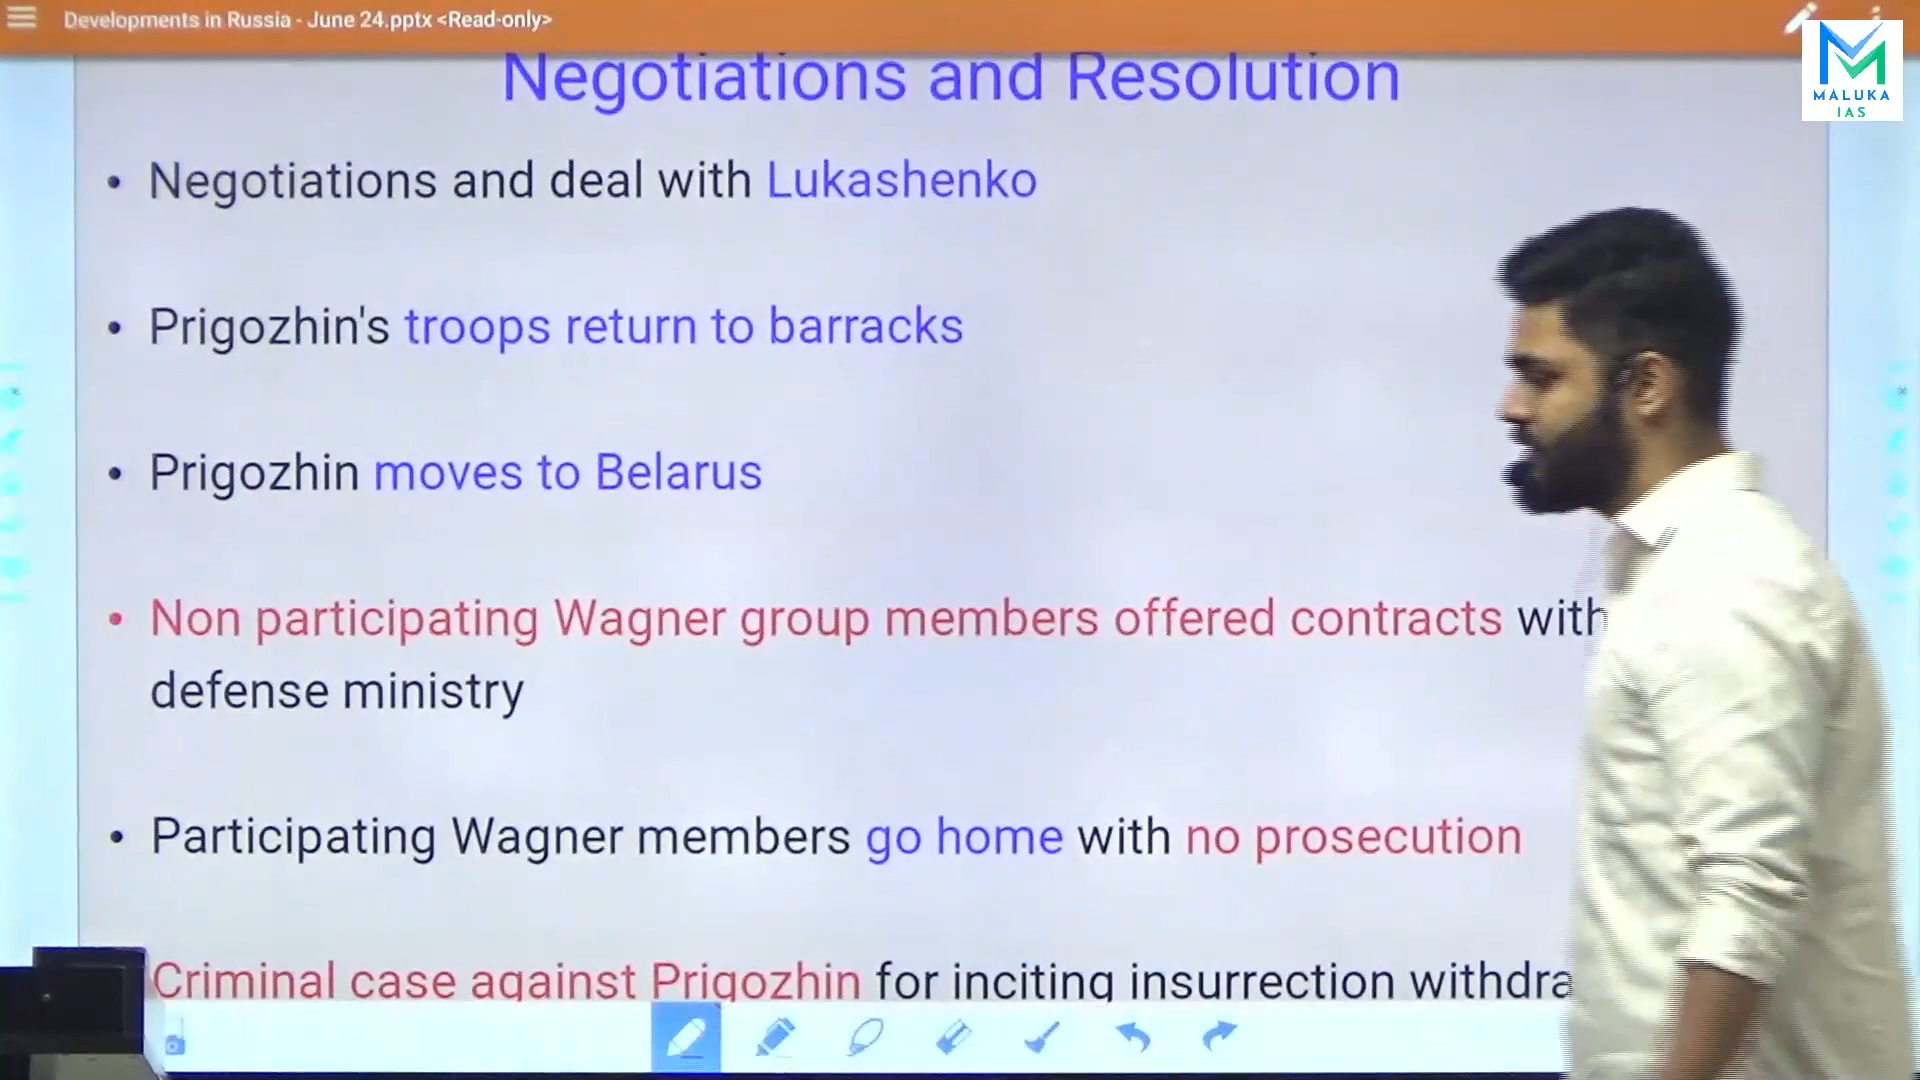 Developments in Russia - June 24.pptx <Read-only>
MALUKA
IAS
Negotiations and Resolution
• Negotiations and deal with Lukashenko
• Prigozhin's troops return to barracks
• Prigozhin moves to Belarus
• Non participating Wagner group members offered contracts with
defense ministry
• Participating Wagner members go home with no prosecution
Criminal case against Prigozhin for inciting insurrection withdra